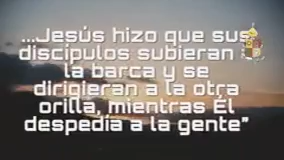 ...Jesús hizo que sus
discípulos subieran
la barca y se
dirigieran a la otra
orilla, mientras Él
despedía a la gente"